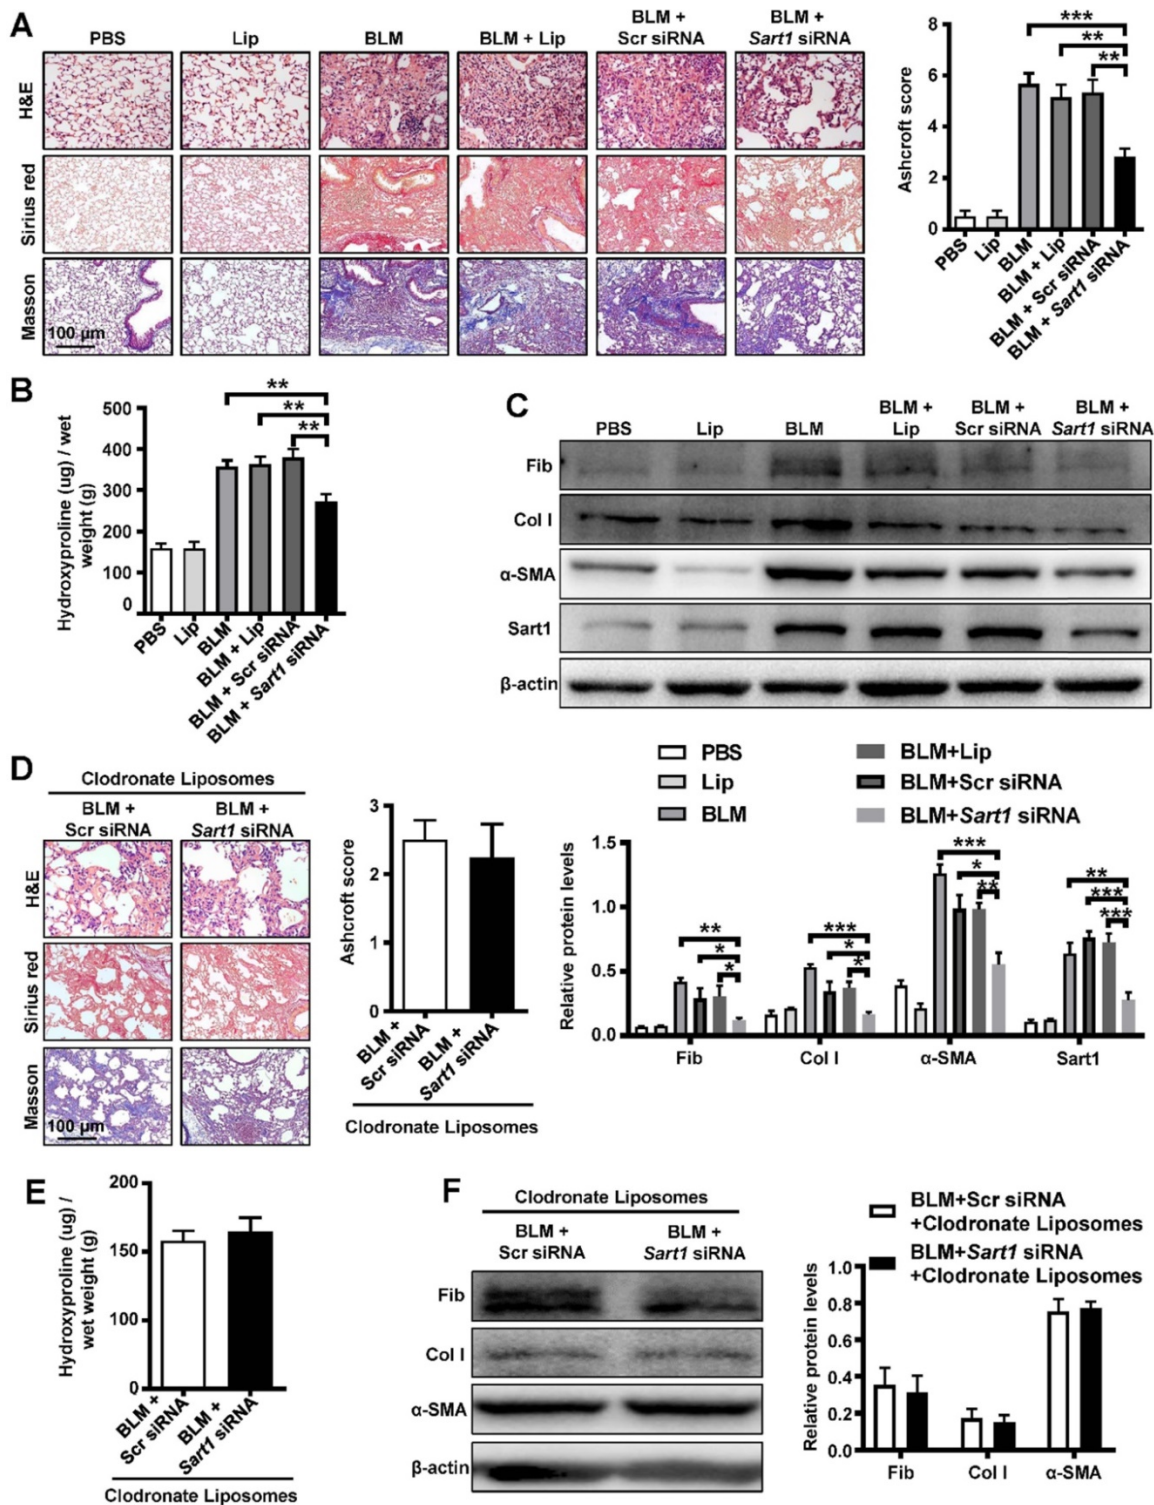 A
PBS
Lip
BLM
BLM + Lip
BLM +
Scr siRNA
BLM +
Sart1 siRNA
H&E
Sirius red
Masson
100 μm
Ashcroft score
8
6
4
2
0
***
**
**
PBS
Lip
BLM
BLM + Lip
BLM + Scr siRNA
BLM + Sart1 siRNA
B
Hydroxyproline (ug) / wet
weight (g)
500
400
300
200
100
0
**
**
**
PBS
Lip
BLM
BLM + Lip
BLM + Scr siRNA
BLM + Sart1 siRNA
C
PBS
Lip
BLM
BLM +
Lip
BLM +
Scr siRNA
BLM +
Sart1 siRNA
Fib
Col I
α-SMA
Sart1
β-actin
PBS
Lip
BLM
BLM+Lip
BLM+Scr siRNA
BLM+Sart1 siRNA
Relative protein levels
1.5
1.0
0.5
0.0
**
*
*
***
*
*
***
*
**
**
***
***
Fib
Col I
α-SMA
Sart1
D
Clodronate Liposomes
BLM +
Scr siRNA
BLM +
Sart1 siRNA
H&E
Sirius red
Masson
100 μm
Ashcroft score
3
2
1
0
BLM +
Scr siRNA
BLM +
Sart1 siRNA
Clodronate Liposomes
E
Hydroxyproline (ug) /
wet weight (g)
200
150
100
0
BLM +
Scr siRNA
BLM +
Sart1 siRNA
Clodronate Liposomes
F
Clodronate Liposomes
BLM +
Scr siRNA
BLM +
Sart1 siRNA
Fib
Col I
α-SMA
β-actin
BLM+Scr siRNA
+Clodronate Liposomes
BLM+Sart1 siRNA
+Clodronate Liposomes
Relative protein levels
1.0
0.8
0.6
0.4
0.2
0.0
Fib
Col I
α-SMA